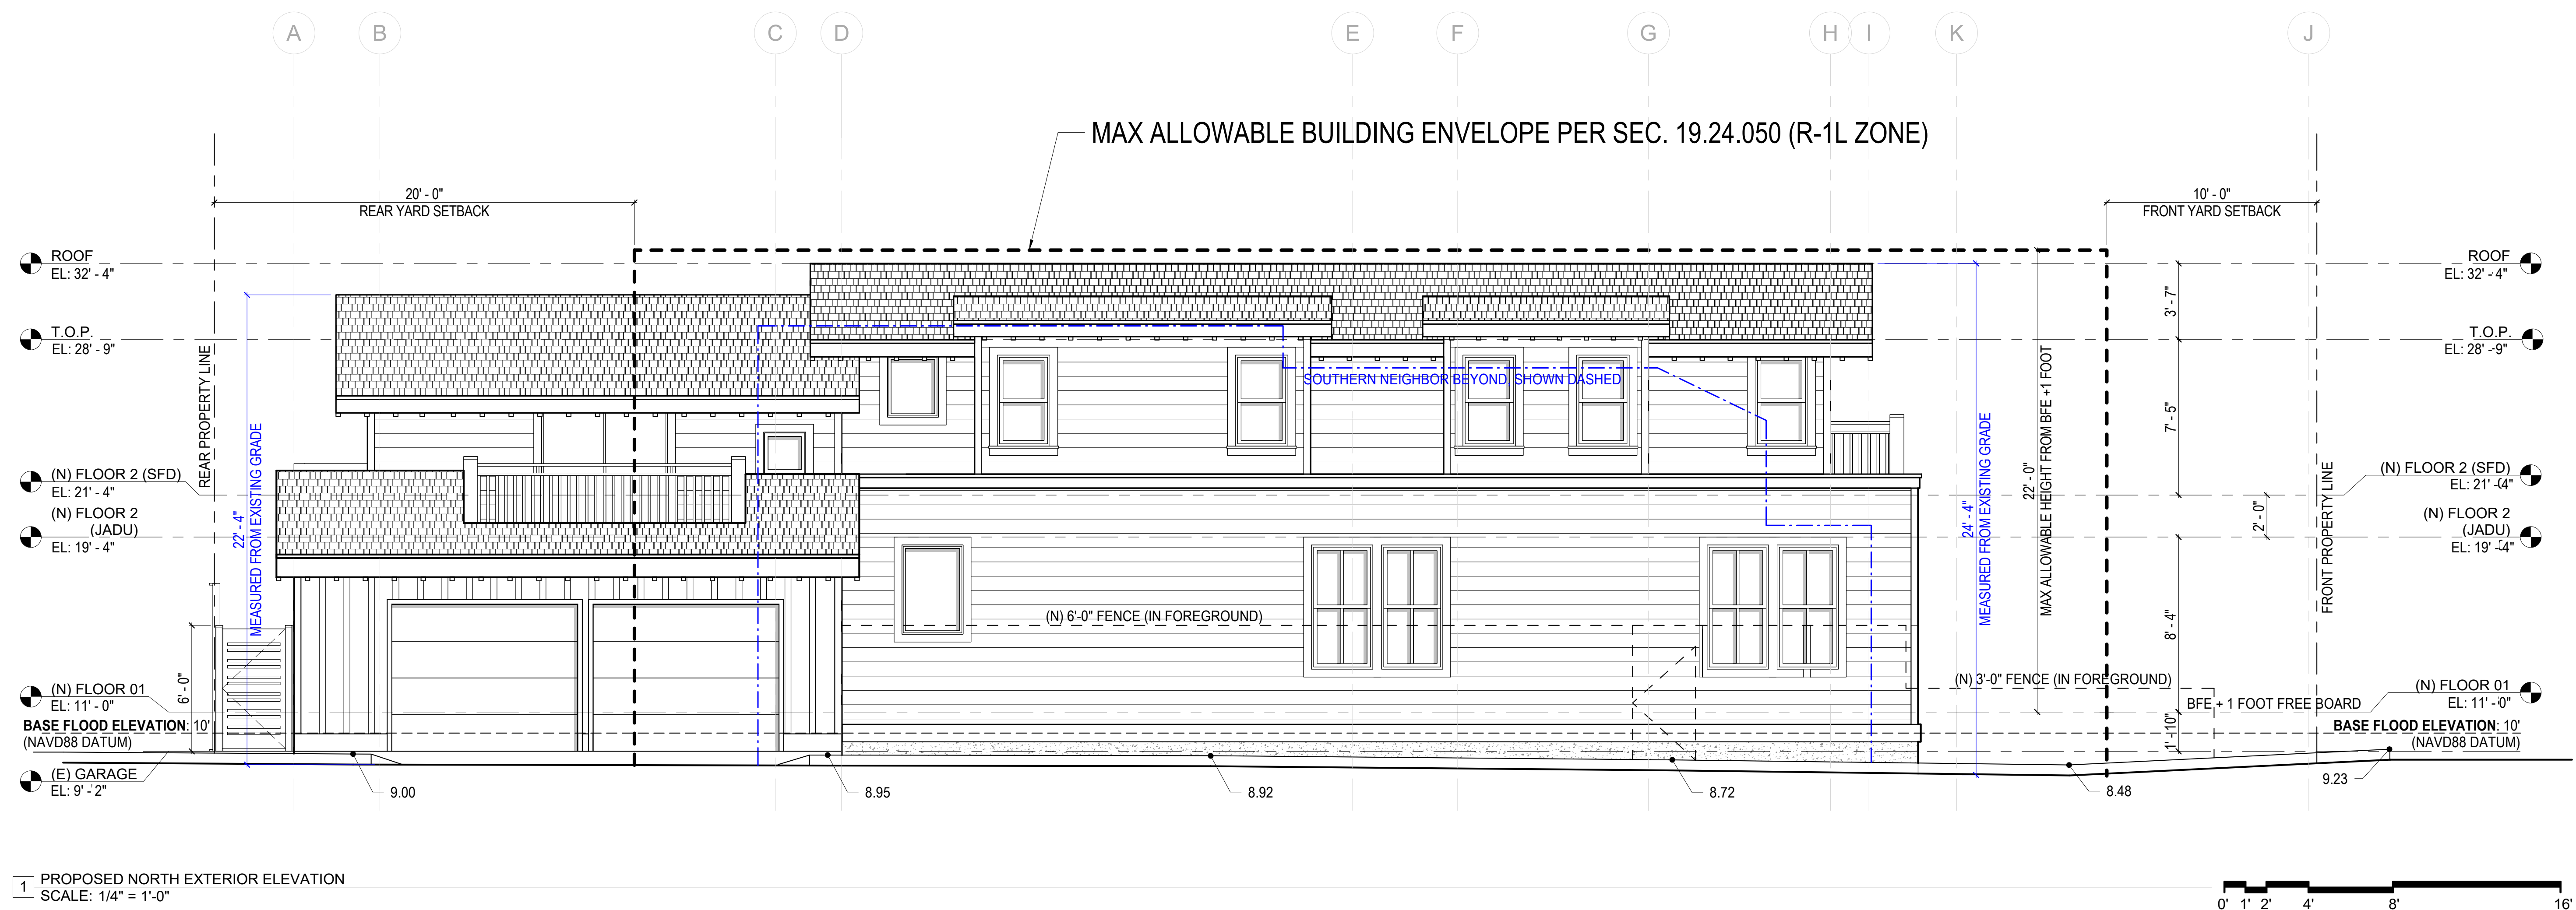 A B C D E F G H I K J
MAX ALLOWABLE BUILDING ENVELOPE PER SEC. 19.24.050 (R-1L ZONE)
20' - 0"
REAR YARD SETBACK
10' - 0"
FRONT YARD SETBACK
ROOF
EL: 32' - 4"
T.O.P.
EL: 28' - 9"
(N) FLOOR 2 (SFD)
EL: 21' - 4"
(N) FLOOR 2
(JADU)
EL: 19' - 4"
(N) FLOOR 01
EL: 11' - 0"
BASE FLOOD ELEVATION: 10'
(NAVD88 DATUM)
(E) GARAGE
EL: 9' - 2"
REAR PROPERTY LINE
22' - 4"
MEASURED FROM EXISTING GRADE
6' - 0"
SOUTHERN NEIGHBOR BEYOND, SHOWN DASHED
(N) 6'-0" FENCE (IN FOREGROUND)
(N) 3'-0" FENCE (IN FOREGROUND)
24' - 4"
MEASURED FROM EXISTING GRADE
22' - 0"
MAX ALLOWABLE HEIGHT FROM BFE +1 FOOT
3' - 7"
7' - 5"
2' - 0"
8' - 4"
1' - 10"
FRONT PROPERTY LINE
BFE + 1 FOOT FREE BOARD
ROOF
EL: 32' - 4"
T.O.P.
EL: 28' - 9"
(N) FLOOR 2 (SFD)
EL: 21' - 4"
(N) FLOOR 2
(JADU)
EL: 19' - 4"
(N) FLOOR 01
EL: 11' - 0"
BASE FLOOD ELEVATION: 10'
(NAVD88 DATUM)
9.00
8.95
8.92
8.72
8.48
9.23
1 PROPOSED NORTH EXTERIOR ELEVATION
SCALE: 1/4" = 1'-0"
0' 1' 2' 4' 8' 16'